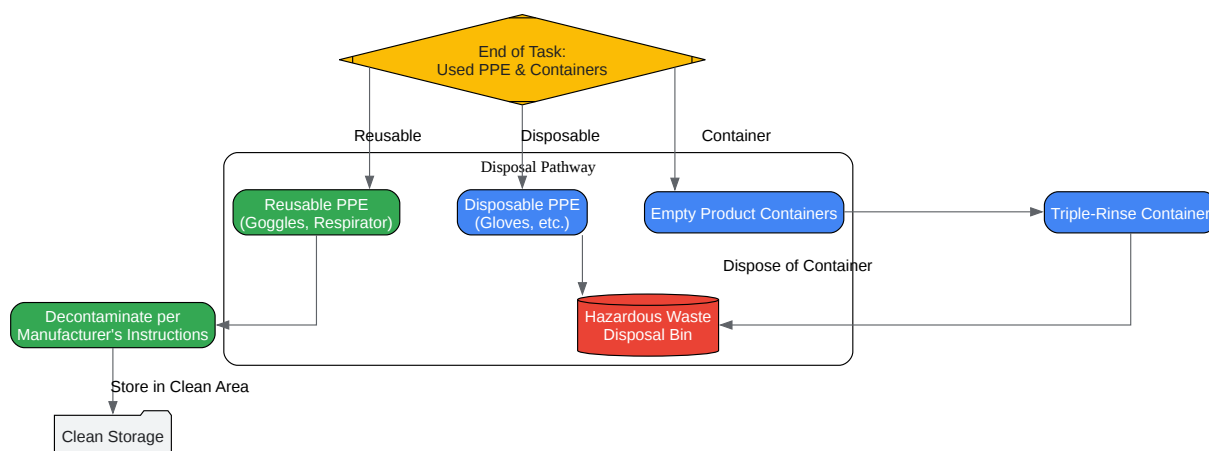 End of Task:
Used PPE & Containers
Reusable
Disposable
Container
Disposal Pathway
Reusable PPE
(Goggles, Respirator)
Disposable PPE
(Gloves, etc.)
Empty Product Containers
Triple-Rinse Container
Dispose of Container
Decontaminate per
Manufacturer's Instructions
Hazardous Waste
Disposal Bin
Store in Clean Area
Clean Storage